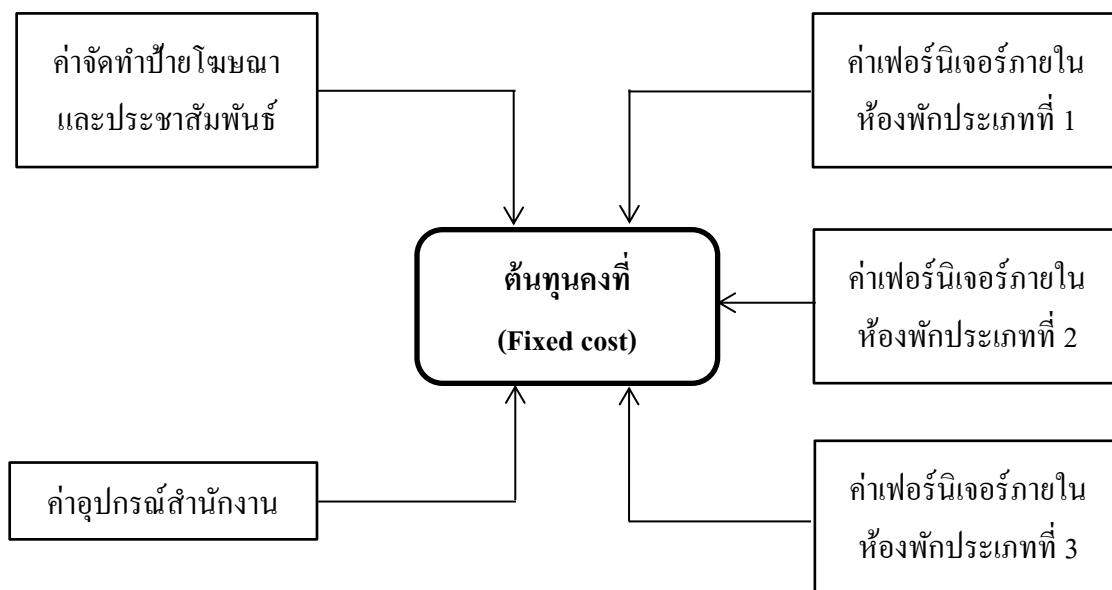 ค่าจัดทำป้ายโฆษณา
และประชาสัมพันธ์
ค่าเฟอร์นิเจอร์ภายใน
ห้องพักประเภทที่ 1
ต้นทุนคงที่
(Fixed cost)
ค่าเฟอร์นิเจอร์ภายใน
ห้องพักประเภทที่ 2
ค่าอุปกรณ์สำนักงาน
ค่าเฟอร์นิเจอร์ภายใน
ห้องพักประเภทที่ 3